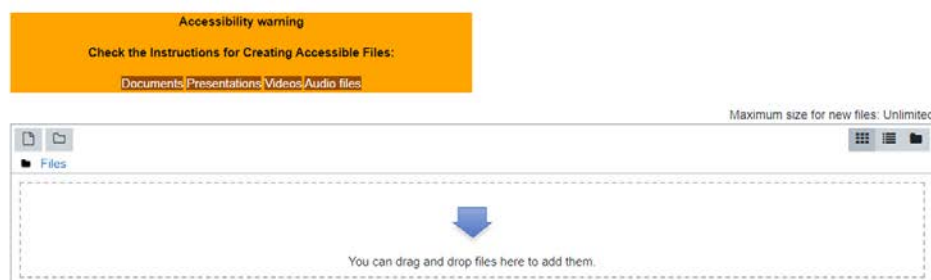 Accessibility warning
Check the Instructions for Creating Accessible Files:
Documents Presentations Videos Audio files
Maximum size for new files: Unlimited
Files
You can drag and drop files here to add them.